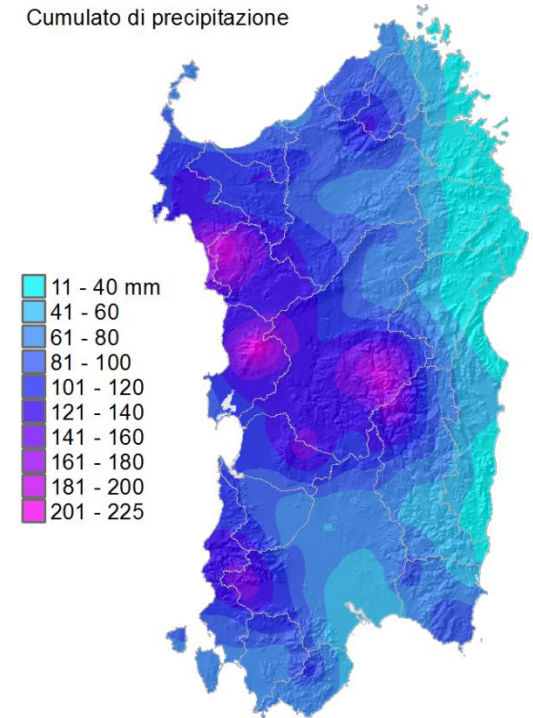 Cumulato di precipitazione
11 - 40 mm
41 - 60
61 - 80
81 - 100
101 - 120
121 - 140
141 - 160
161 - 180
181 - 200
201 - 225